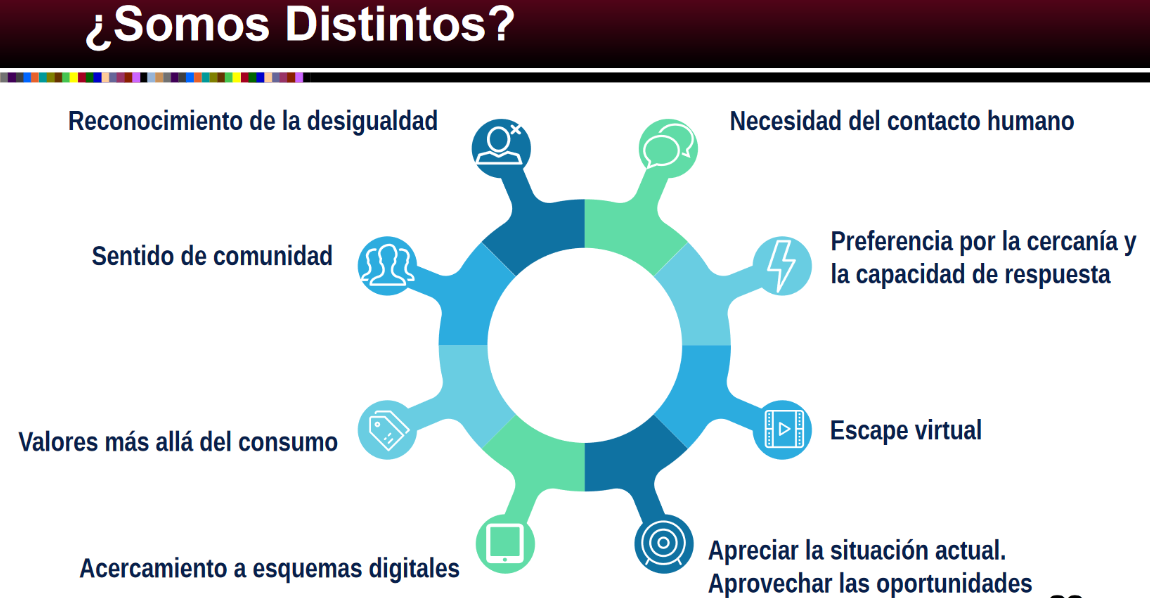 ¿Somos Distintos?
Reconocimiento de la desigualdad
Necesidad del contacto humano
Sentido de comunidad
Preferencia por la cercanía y
la capacidad de respuesta
Valores más allá del consumo
Escape virtual
Acercamiento a esquemas digitales
Apreciar la situación actual.
Aprovechar las oportunidades